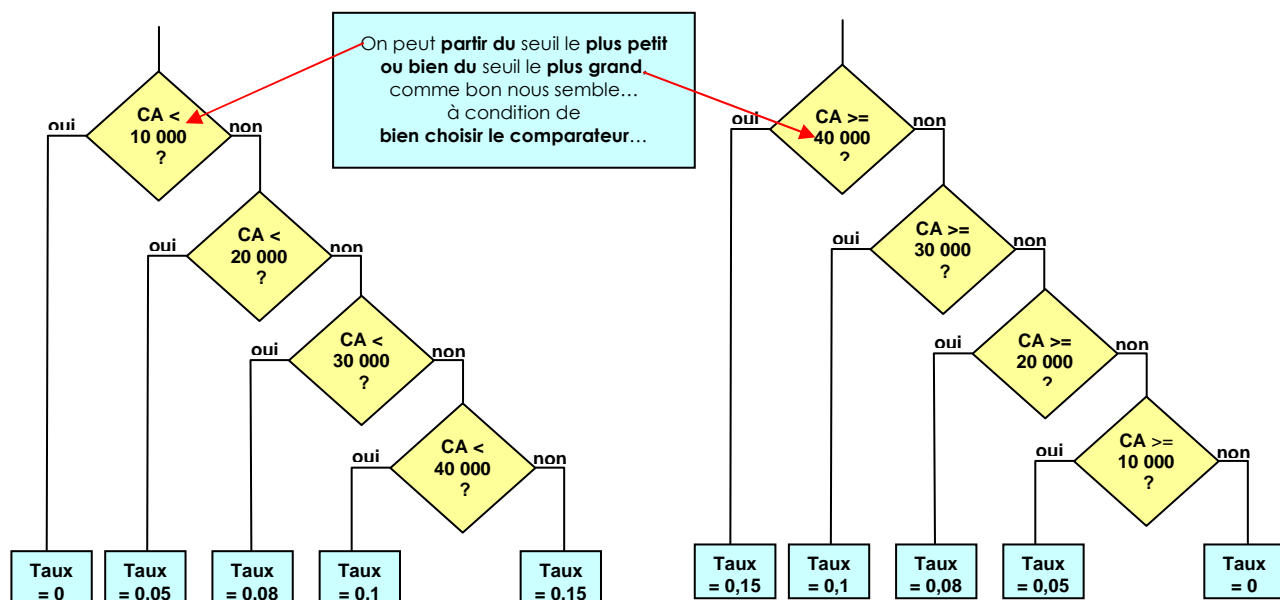 On peut partir du seuil le plus petit
ou bien du seuil le plus grand,
comme bon nous semble…
à condition de
bien choisir le comparateur…
CA <
10 000
?
oui
non
CA <
20 000
?
oui
non
CA <
30 000
?
oui
non
CA <
40 000
?
oui
non
Taux
= 0
Taux
= 0,05
Taux
= 0,08
Taux
= 0,1
Taux
= 0,15
CA >=
40 000
?
oui
non
CA >=
30 000
?
oui
non
CA >=
20 000
?
oui
non
CA >=
10 000
?
oui
non
Taux
= 0,15
Taux
= 0,1
Taux
= 0,08
Taux
= 0,05
Taux
= 0